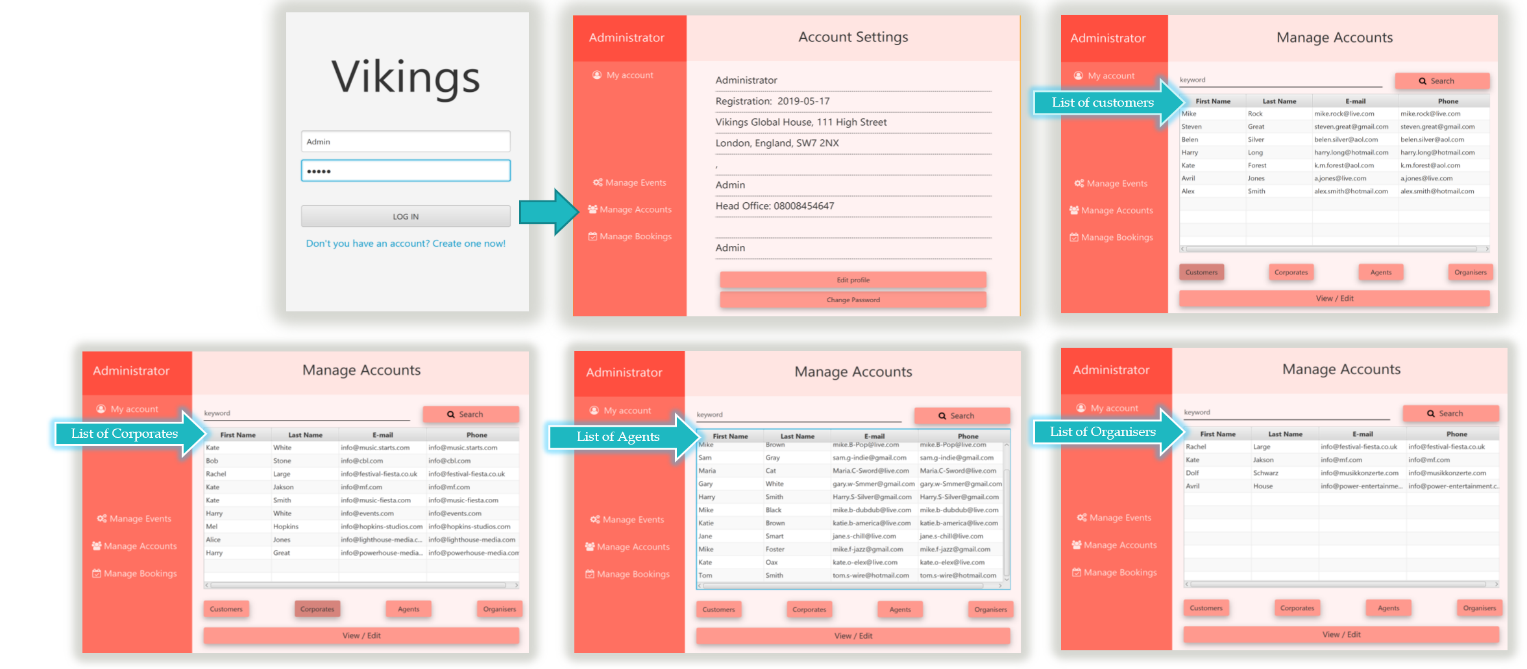 Vikings
Admin
•••••
LOG IN
Don't you have an account? Create one now!
Administrator
My account
Manage Events
Manage Accounts
Manage Bookings
Account Settings
Administrator
Registration: 2019-05-17
Vikings Global House, 111 High Street
London, England, SW7 2NX
,
Admin
Head Office: 08008454647
Admin
Edit profile
Change Password
Administrator
My account
List of customers
Manage Events
Manage Accounts
Manage Bookings
Manage Accounts
keyword
Search
First Name Last Name E-mail Phone
Mike Rock mike.rock@live.com mike.rock@live.com
Steven Great steven.great@gmail.com steven.great@gmail.com
Belen Silver belen.silver@aol.com belen.silver@aol.com
Harry Long harry.long@hotmail.com harry.long@hotmail.com
Kate Forest k.m.forest@aol.com k.m.forest@aol.com
Avril Jones a.jones@live.com a.jones@live.com
Alex Smith alex.smith@hotmail.com alex.smith@hotmail.com
Customers Corporates Agents Organisers
View / Edit
Administrator
My account
List of Corporates
Manage Events
Manage Accounts
Manage Bookings
Manage Accounts
keyword
Search
First Name Last Name E-mail Phone
Kate White info@music.starts.com info@music.starts.com
Bob Stone info@cbl.com info@cbl.com
Rachel Large info@festival-fiesta.co.uk info@festival-fiesta.co.uk
Kate Jakson info@mf.com info@mf.com
Kate Smith info@music-fiesta.com info@music-fiesta.com
Harry White info@events.com info@events.com
Mel Hopkins info@hopkins-studios.com info@hopkins-studios.com
Alice Jones info@lighthouse-media.c... info@lighthouse-media.com
Harry Great info@powerhouse-media... info@powerhouse-media.com
Customers Corporates Agents Organisers
View / Edit
Administrator
My account
List of Agents
Manage Events
Manage Accounts
Manage Bookings
Manage Accounts
keyword
Search
First Name Last Name E-mail Phone
Mike Brown mike.B-Pop@live.com mike.B-Pop@live.com
Sam Gray sam.g-indie@gmail.com sam.g-indie@gmail.com
Maria Cat Maria.C-Sword@live.com Maria.C-Sword@live.com
Gary White gary.w-Smmer@gmail.com gary.w-Smmer@gmail.com
Harry Smith Harry.S-Silver@gmail.com Harry.S-Silver@gmail.com
Mike Black mike.b-dubdub@live.com mike.b-dubdub@live.com
Katie Brown katie.b-america@live.com katie.b-america@live.com
Jane Smart jane.s-chill@live.com jane.s-chill@live.com
Mike Foster mike.f-jazz@gmail.com mike.f-jazz@gmail.com
Kate Oax kate.o-elex@live.com kate.o-elex@live.com
Tom Smith tom.s-wire@hotmail.com tom.s-wire@hotmail.com
Customers Corporates Agents Organisers
View / Edit
Administrator
My account
List of Organisers
Manage Events
Manage Accounts
Manage Bookings
Manage Accounts
keyword
Search
First Name Last Name E-mail Phone
Rachel Large info@festival-fiesta.co.uk info@festival-fiesta.co.uk
Kate Jakson info@mf.com info@mf.com
Dolf Schwarz info@musikkonzerte.com info@musikkonzerte.com
Avril House info@power-entertainme... info@power-entertainment.c..
Customers Corporates Agents Organisers
View / Edit